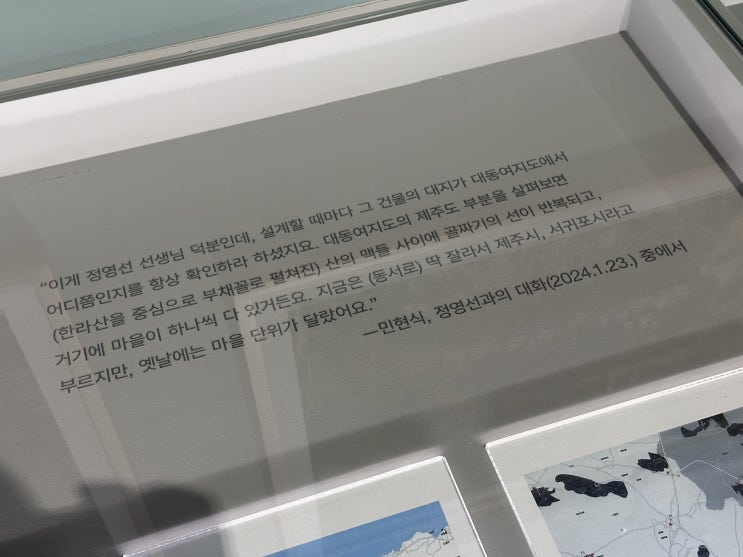 “이게 정영선 선생님 덕분인데, 설계할 때마다 그 건물의 대지가 대동여지도에서
어디쯤인지를 항상 확인하라 하셨지요. 대동여지도의 제주도 부분을 살펴보면
(한라산을 중심으로 부채꼴로 펼쳐진) 산의 맥들 사이에 골짜기의 선이 반복되고,
거기에 마을이 하나씩 다 있거든요. 지금은 (동서로) 딱 잘라서 제주시, 서귀포시라고
부르지만, 옛날에는 마을 단위가 달랐어요.”
—민현식, 정영선과의 대화(2024.1.23.) 중에서